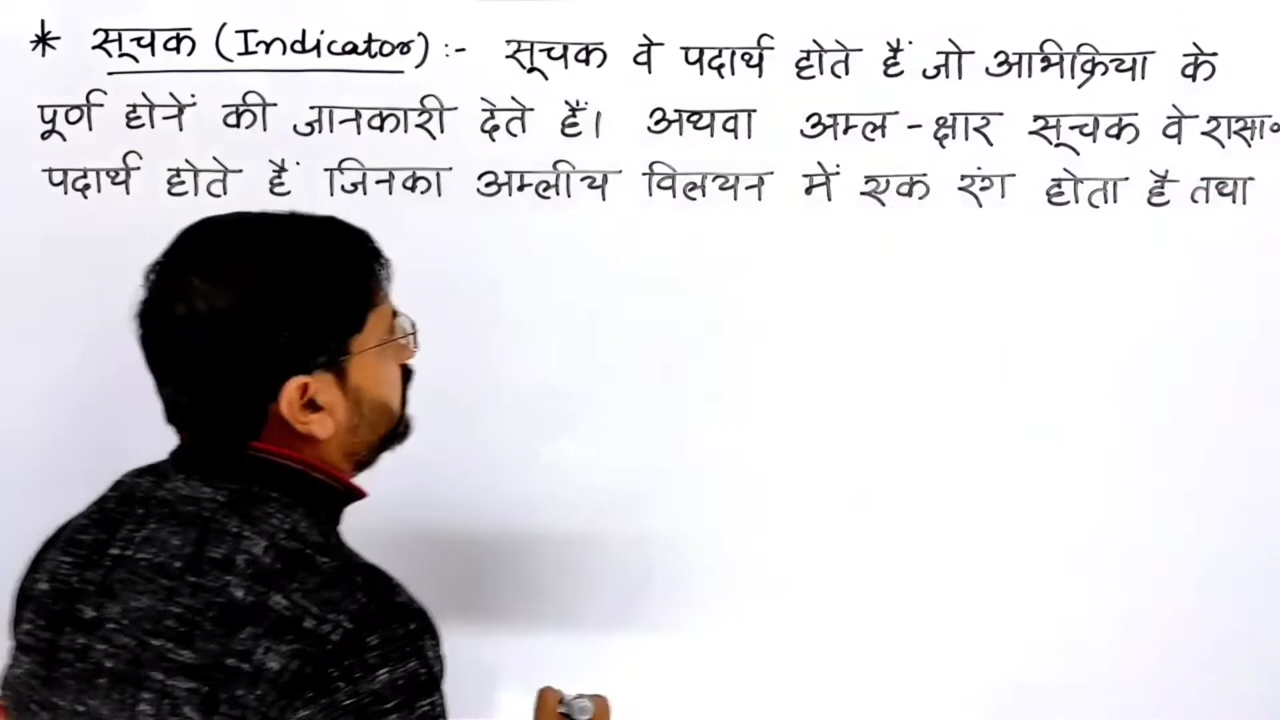 * सूचक (Indicator) :- सूचक वे पदार्थ होते हैं जो अभिक्रिया के
पूर्ण होनें की जानकारी देते हैं। अथवा अम्ल - क्षार सूचक वे रासा॰
पदार्थ होते हैं जिनका अम्लीय विलयन में एक रंग होता है तथा